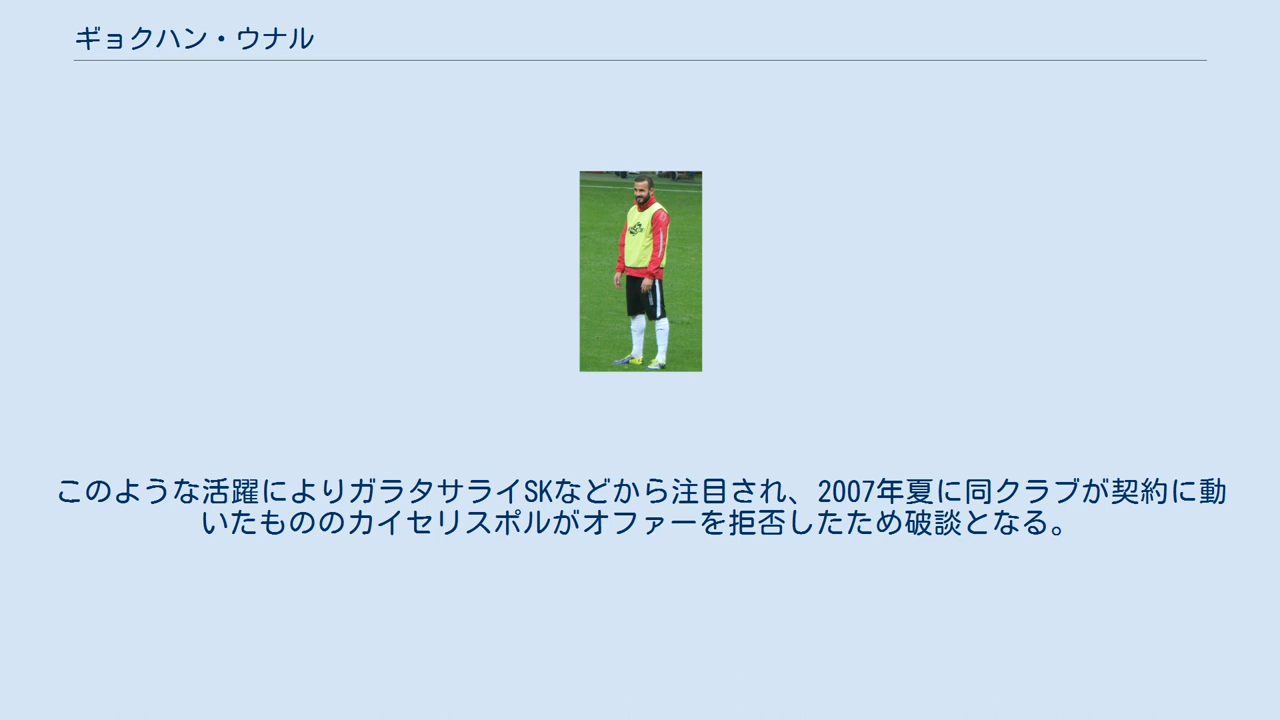 ギョクハン・ウナル
このような活躍によりガラタサライSKなどから注目され、2007年夏に同クラブが契約に動
いたもののカイセリスポルがオファーを拒否したため破談となる。